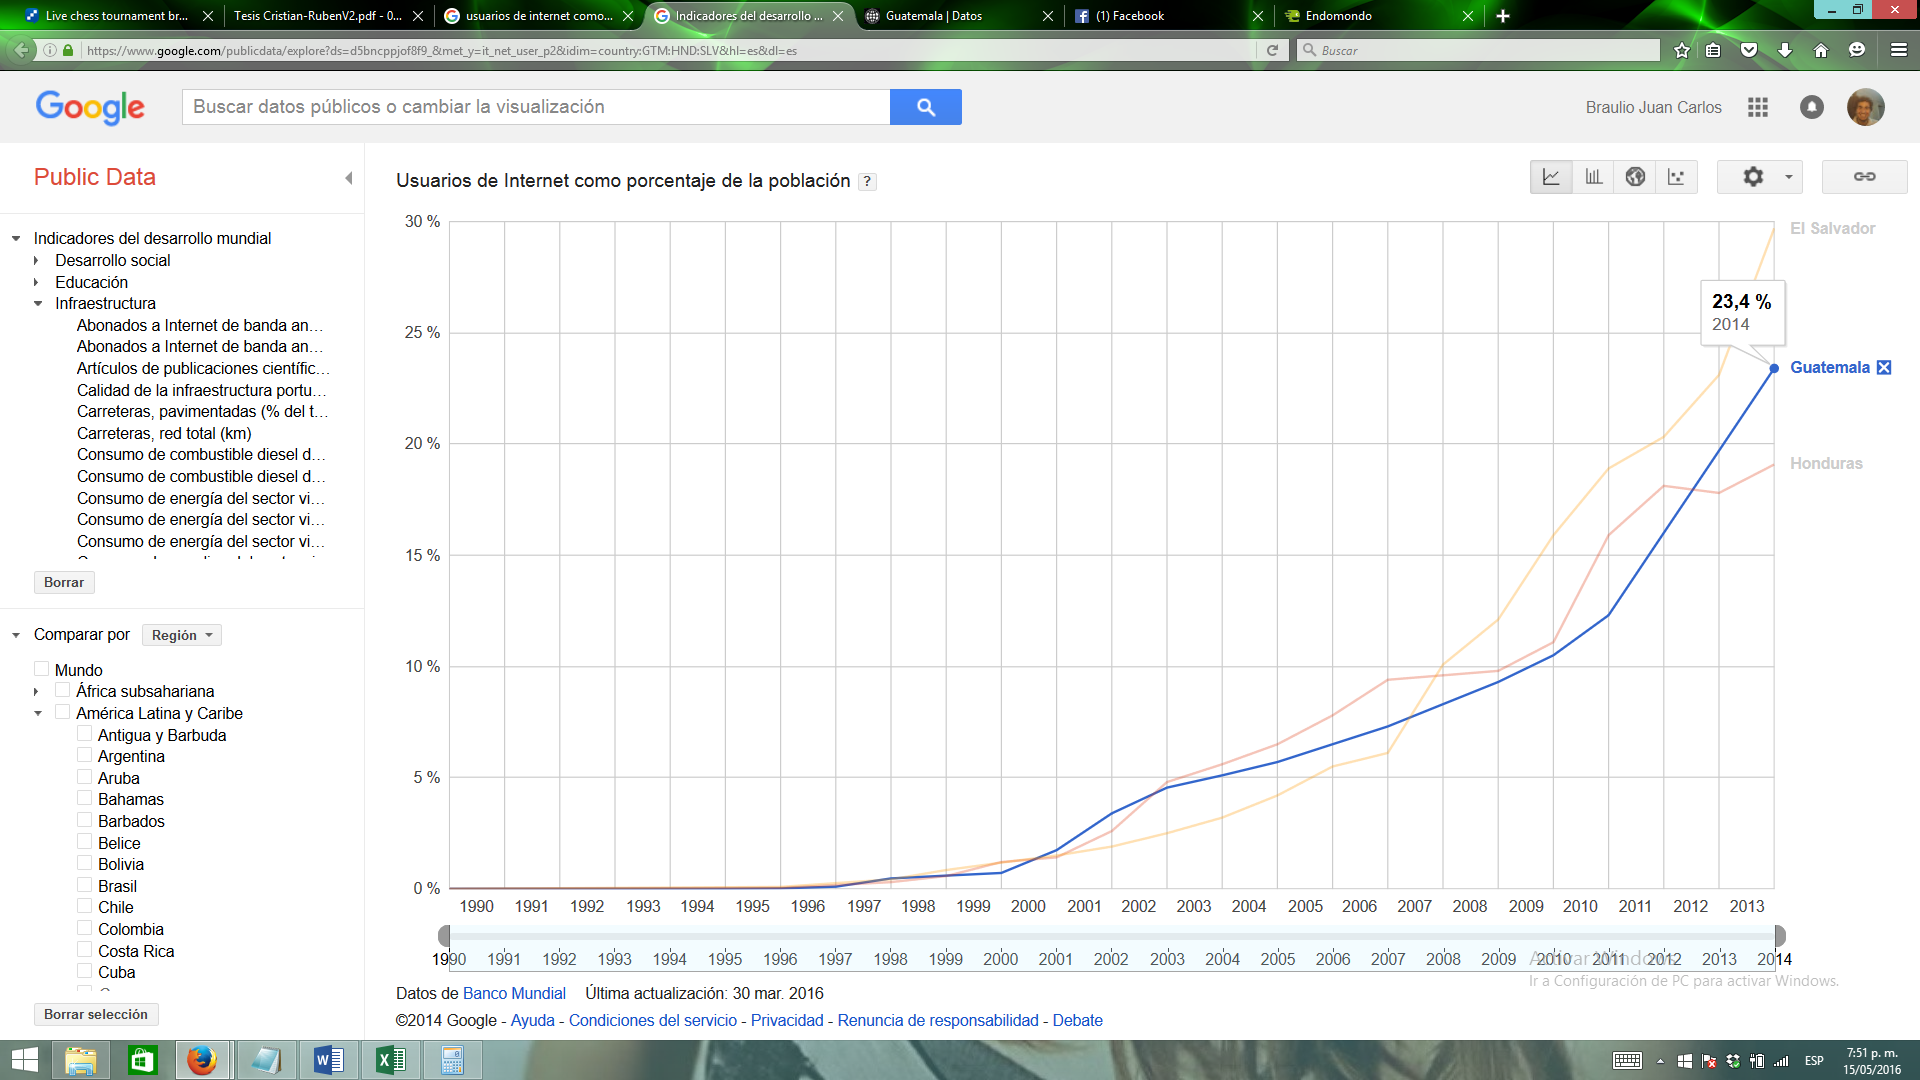 Live chess tournament br...
Tesis Cristian-RubenV2.pdf - 0...
usuarios de internet como...
Indicadores del desarrollo ...
Guatemala | Datos
(1) Facebook
Endomondo
https://www.google.com/publicdata/explore?ds=d5bncppjof8f9_&met_y=it_net_user_p2&idim=country:GTM:HND:SLV&hl=es&dl=es
Buscar
Google
Buscar datos públicos o cambiar la visualización
Braulio Juan Carlos
Public Data
Indicadores del desarrollo mundial
Desarrollo social
Educación
Infraestructura
Abonados a Internet de banda an...
Abonados a Internet de banda an...
Artículos de publicaciones científic...
Calidad de la infraestructura portu...
Carreteras, pavimentadas (% del t...
Carreteras, red total (km)
Consumo de combustible diesel d...
Consumo de combustible diesel d...
Consumo de energía del sector vi...
Consumo de energía del sector vi...
Consumo de energía del sector vi...
Borrar
Comparar por Región
Mundo
África subsahariana
América Latina y Caribe
Antigua y Barbuda
Argentina
Aruba
Bahamas
Barbados
Belice
Bolivia
Brasil
Chile
Colombia
Costa Rica
Cuba
Borrar selección
Usuarios de Internet como porcentaje de la población ?
30 %
25 %
20 %
15 %
10 %
5 %
0 %
El Salvador
23,4 %
2014
Guatemala
Honduras
1990 1991 1992 1993 1994 1995 1996 1997 1998 1999 2000 2001 2002 2003 2004 2005 2006 2007 2008 2009 2010 2011 2012 2013
1990 1991 1992 1993 1994 1995 1996 1997 1998 1999 2000 2001 2002 2003 2004 2005 2006 2007 2008 2009 2010 2011 2012 2013 2014
Activar Windows
Ir a Configuración de PC para activar Windows.
Datos de Banco Mundial Última actualización: 30 mar. 2016
©2014 Google - Ayuda - Condiciones del servicio - Privacidad - Renuncia de responsabilidad - Debate
ESP
7:51 p. m.
15/05/2016